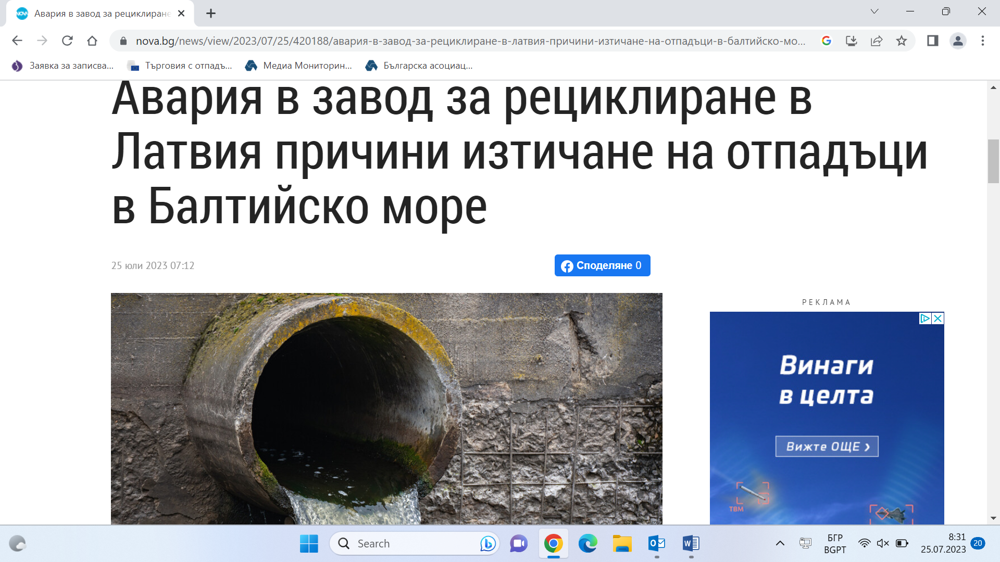 Авария в завод за рециклиране
nova.bg/news/view/2023/07/25/420188/авария-в-завод-за-рециклиране-в-латвия-причини-изтичане-на-отпадъци-в-балтийско-мо...
Заявка за записва... Търговия с отпадъ... Медиа Мониторин... Българска асоциац...
Авария в завод за рециклиране в
Латвия причини изтичане на отпадъци
в Балтийско море
25 юли 2023 07:12
Споделяне 0
РЕКЛАМА
Винаги
в целта
Вижте ОЩЕ ›
ТВМ
Search
БГР
BGPT
8:31
25.07.2023
20